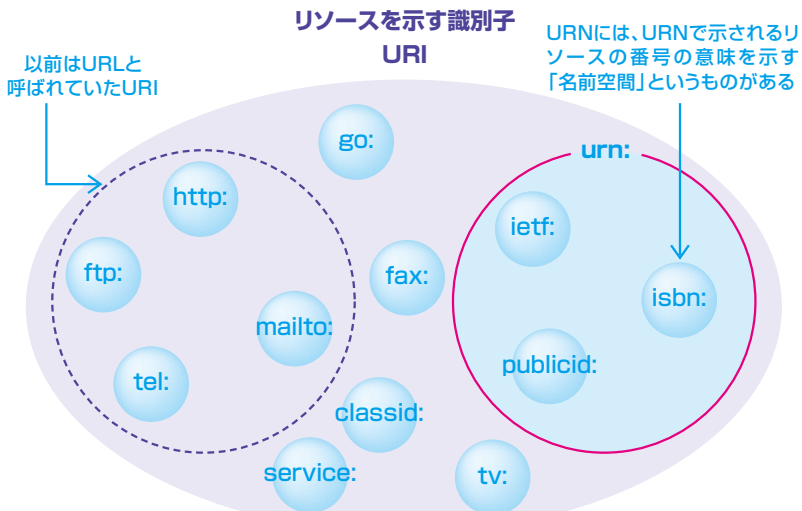 リソースを示す識別子
URI
以前はURLと
呼ばれていたURI
URNには、URNで示されるリ
ソースの番号の意味を示す
「名前空間」というものがある
go:
urn:
http:
ietf:
ftp:
fax:
isbn:
mailto:
publicid:
tel:
classid:
service:
tv: